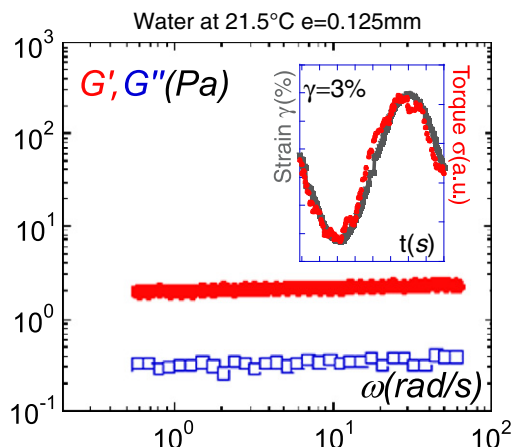 Water at 21.5°C e=0.125mm
G',G''(Pa)
γ=3%
Strain γ(%)
Torque σ(a.u.)
t(s)
10³
10²
10¹
10⁰
10⁻¹
ω(rad/s)
10⁰
10¹
10²